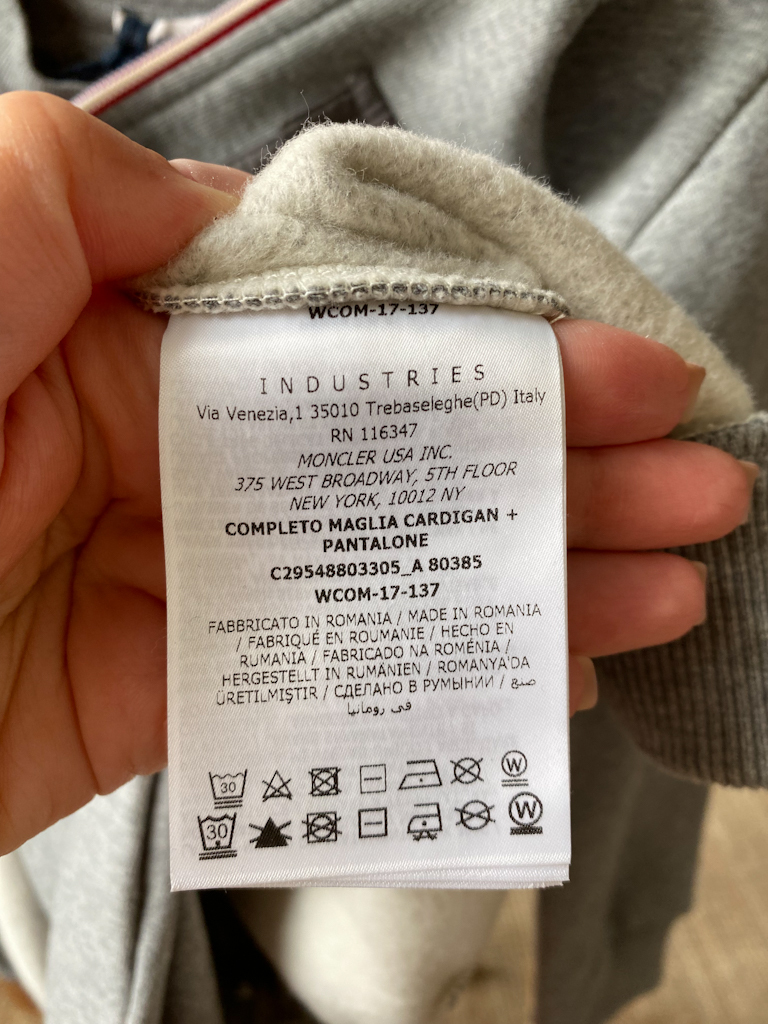 WCOM-17-137
INDUSTRIES
Via Venezia,1 35010 Trebaseleghe(PD) Italy
RN 116347
MONCLER USA INC.
375 WEST BROADWAY, 5TH FLOOR
NEW YORK, 10012 NY
COMPLETO MAGLIA CARDIGAN +
PANTALONE
C29548803305_A 80385
WCOM-17-137
FABBRICATO IN ROMANIA / MADE IN ROMANIA
/ FABRIQUÉ EN ROUMANIE / HECHO EN
RUMANIA / FABRICADO NA ROMÉNIA /
HERGESTELLT IN RUMÄNIEN / ROMANYA'DA
ÜRETILMIŞTIR / СДЕЛАНО В РУМЫНИИ / صنع
في رومانيا
30 W
30 W